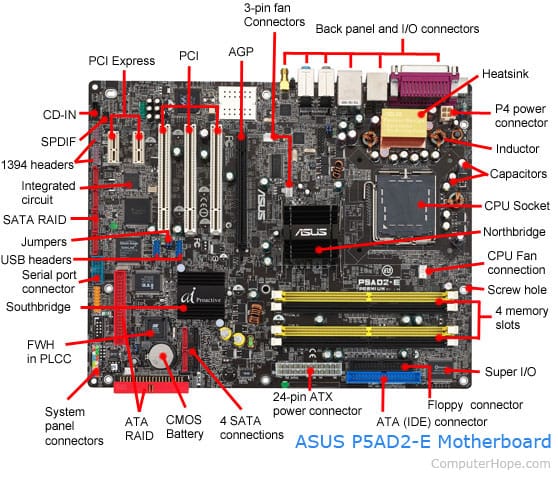 3-pin fan
Connectors
Back panel and I/O connectors
PCI Express
PCI
AGP
Heatsink
CD-IN
P4 power
connector
SPDIF
Inductor
1394 headers
Capacitors
Integrated
circuit
CPU Socket
SATA RAID
ASUS
ASUS
Northbridge
Jumpers
USB headers
CPU Fan
connection
Serial port
connector
P5AD2-E
PREMIUM
Screw hole
Southbridge
ai
Proactive
4 memory
slots
FWH
in PLCC
Super I/O
System
panel
connectors
ATA
RAID
CMOS
Battery
4 SATA
connections
24-pin ATX
power connector
Floppy connector
ATA (IDE) connector
ASUS P5AD2-E Motherboard
ComputerHope.com